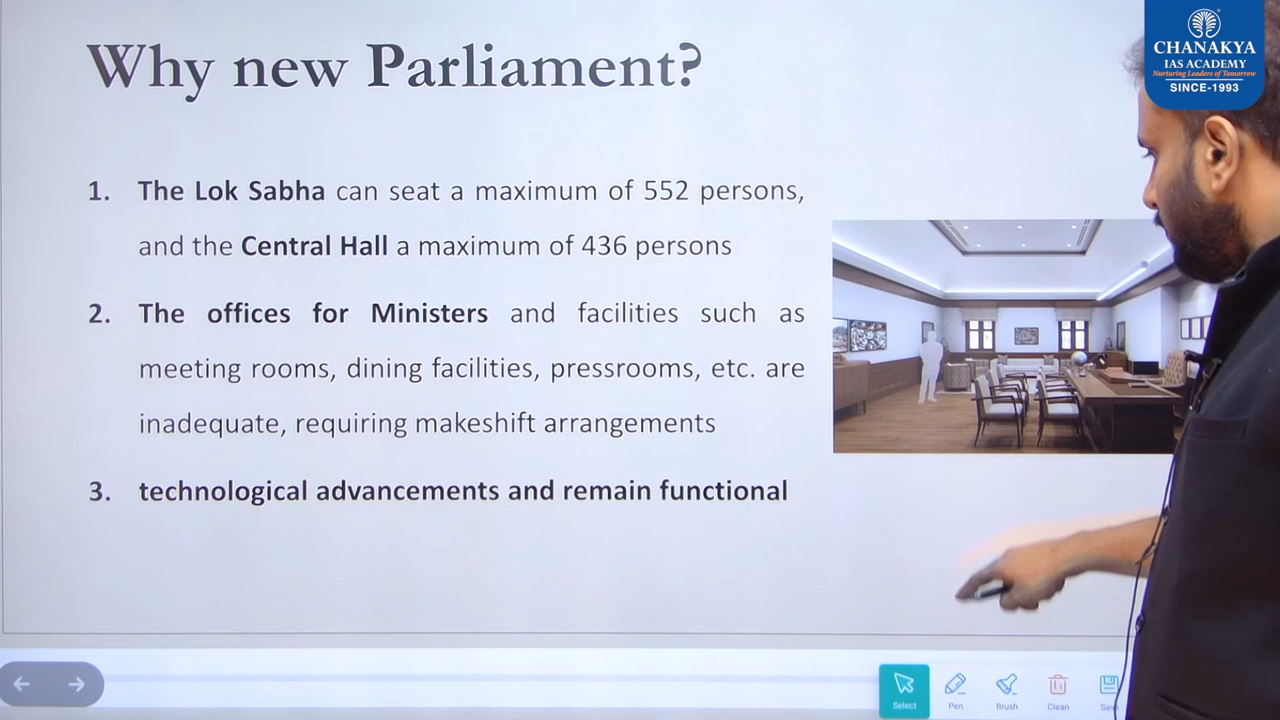 Why new Parliament?
1. The Lok Sabha can seat a maximum of 552 persons,
and the Central Hall a maximum of 436 persons
2. The offices for Ministers and facilities such as
meeting rooms, dining facilities, pressrooms, etc. are
inadequate, requiring makeshift arrangements
3. technological advancements and remain functional
CHANAKYA
IAS ACADEMY
Nurturing Leaders of Tomorrow
SINCE-1993
Select
Pen
Brush
Clean